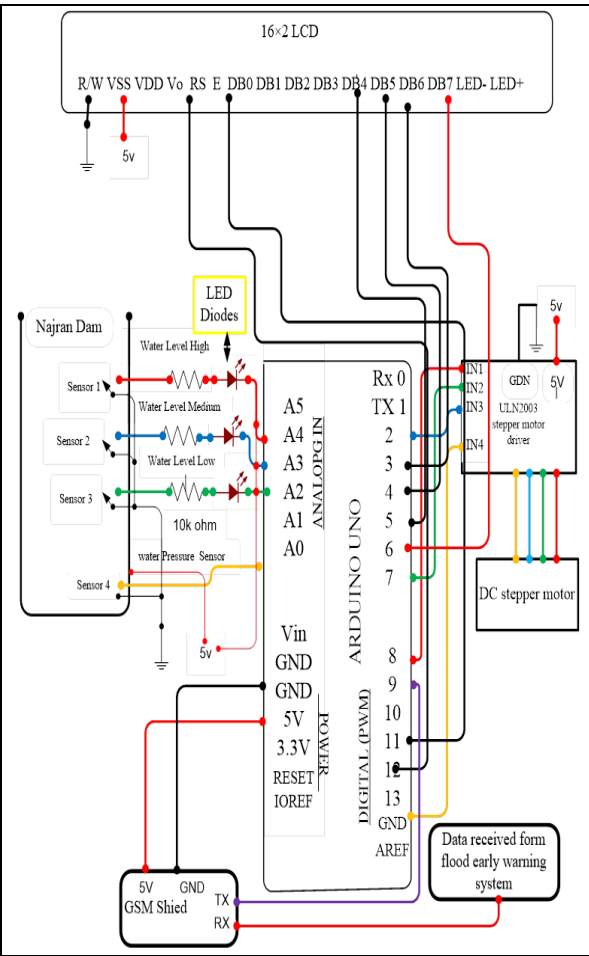 16×2 LCD
R/W VSS VDD Vo RS E DB0 DB1 DB2 DB3 DB4 DB5 DB6 DB7 LED- LED+
5v
LED
Diodes
5v
Najran Dam
Water Level High
Sensor 1
Water Level Medium
Sensor 2
Water Level Low
Sensor 3
10k ohm
water Pressure Sensor
Sensor 4
5v
A5
A4
A3
A2
A1
A0
ANALOPG IN
Vin
GND
GND
5V
3.3V
RESET
IOREF
POWER
ARDUINO UNO
Rx 0
TX 1
2
3
4
5
6
7
8
9
10
11
12
13
GND
AREF
DIGITAL (PWM)
IN1
IN2
IN3
IN4
GDN
5V
ULN2003
stepper motor
driver
DC stepper motor
Data received form
flood early warning
system
5V
GND
GSM Shied
TX
RX